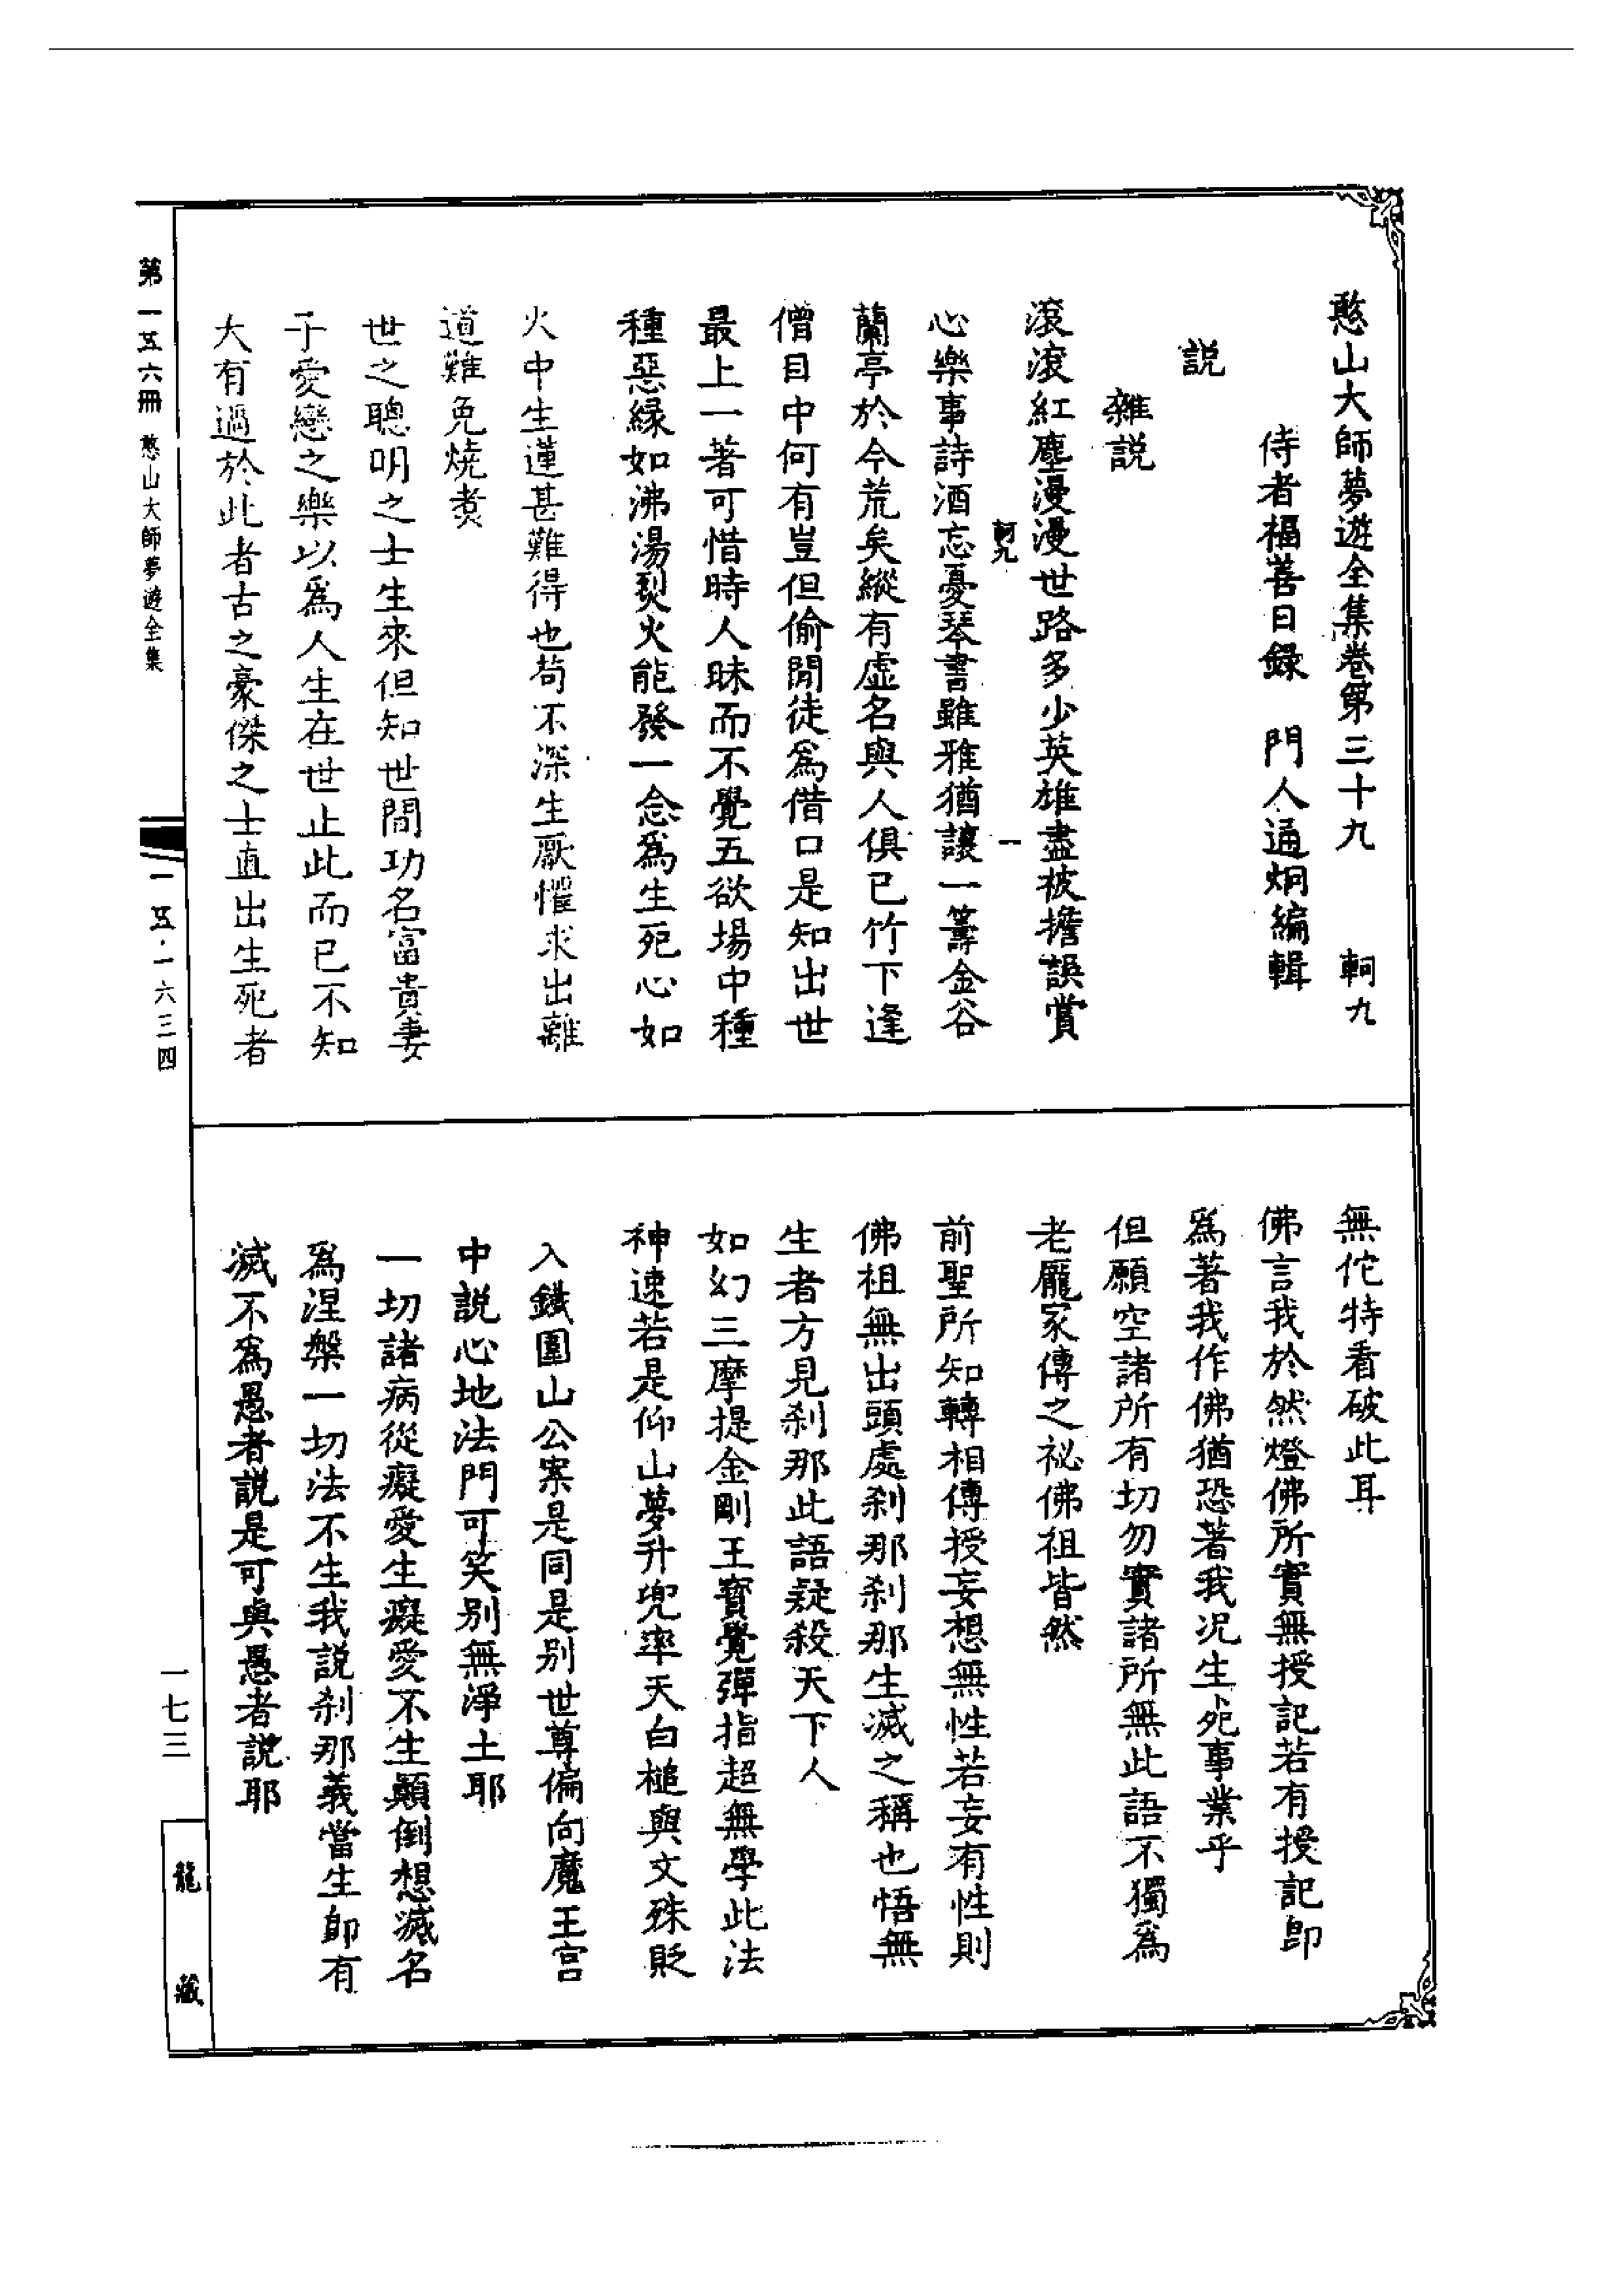 憨山大師夢遊全集卷第三十九　軻九
侍者福善日錄　門人通炯編輯
説
雜説
滾滾紅塵漫漫世路多少英雄盡被擔誤賞
軻九　一
心樂事詩酒忘憂琴書雖雅猶讓一籌金谷
蘭亭於今荒矣縱有虛名與人俱已竹下逢
僧目中何有豈但偷閒徒爲借口是知出世
最上一著可惜時人昧而不覺五欲場中種
種惡緣如沸湯烈火能發一念爲生死心如
火中生蓮甚難得也苟不深生厭懼求出離
道難免燒煑
世之聰明之士生來但知世間功名富貴妻
子愛戀之樂以爲人生在世止此而已不知
大有過於此者古之豪傑之士直出生死者
無佗特看破此耳
佛言我於然燈佛所實無授記若有授記即
爲著我作佛猶恐著我况生死事業乎
但願空諸所有切勿實諸所無此語不獨爲
老龐家傳之祕佛祖皆然
前聖所知轉相傳授妄想無性若妄有性則
佛祖無出頭處刹那刹那生滅之稱也悟無
生者方見刹那此語疑殺天下人
如幻三摩提金剛王寶覺彈指超無學此法
神速若是仰山夢升兜率天白槌與文殊貶
入鐵圍山公案是同是别世尊偏向魔王宫
中説心地法門可笑别無淨土耶
一切諸病從癡愛生癡愛不生顛倒想滅名
爲涅槃一切法不生我説刹那義當生即有
滅不爲愚者説是可與愚者説耶
第一五六冊　憨山大師夢遊全集
一五·一六三四
一七三
龍藏